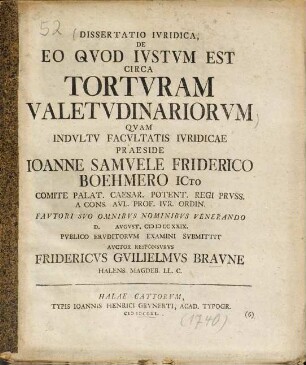 52
DISSERTATIO IVRIDICA,
DE
EO QVOD IVSTVM EST
CIRCA
TORTVRAM
VALETVDINARIORVM,
QVAM
INDVLTV FACVLTATIS IVRIDICAE
PRAESIDE
IOANNE SAMVELE FRIDERICO
BOEHMERO ICTO
COMITE PALAT. CAESAR. POTENT. REGI PRVSS.
A CONS. AVL. PROF. IVR. ORDIN.
FAVTORI SVO OMNIBVS NOMINIBVS VENERANDO
D. AVGVST. CIƆIƆCCXXIX.
PVBLICO ERVDITORVM EXAMINI SVBMITTIT
AVCTOR RESPONSVRVS
FRIDERICVS GVILIELMVS BRAVNE
HALENS. MAGDEB. LL. C.
HALAE CATTORVM,
TYPIS IOANNIS HENRICI GRVNERTI, ACAD. TYPOGR.
(1740) (6)